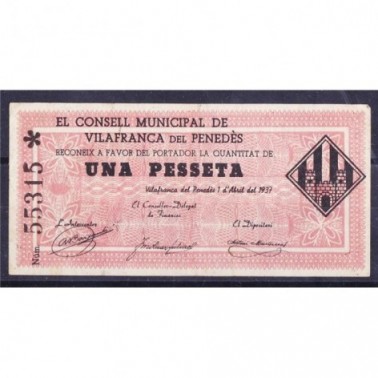 EL CONSELL MUNICIPAL DE
VILAFRANCA DEL PENEDÈS
RECONEIX A FAVOR DEL PORTADOR LA QUANTITAT DE
UNA PESSETA
Vilafranca del Penedès 1 d'Abril del 1937
El Conseller-Delegat
de Finances
L'Interventor
El Dipositari
Núm. 55315 *